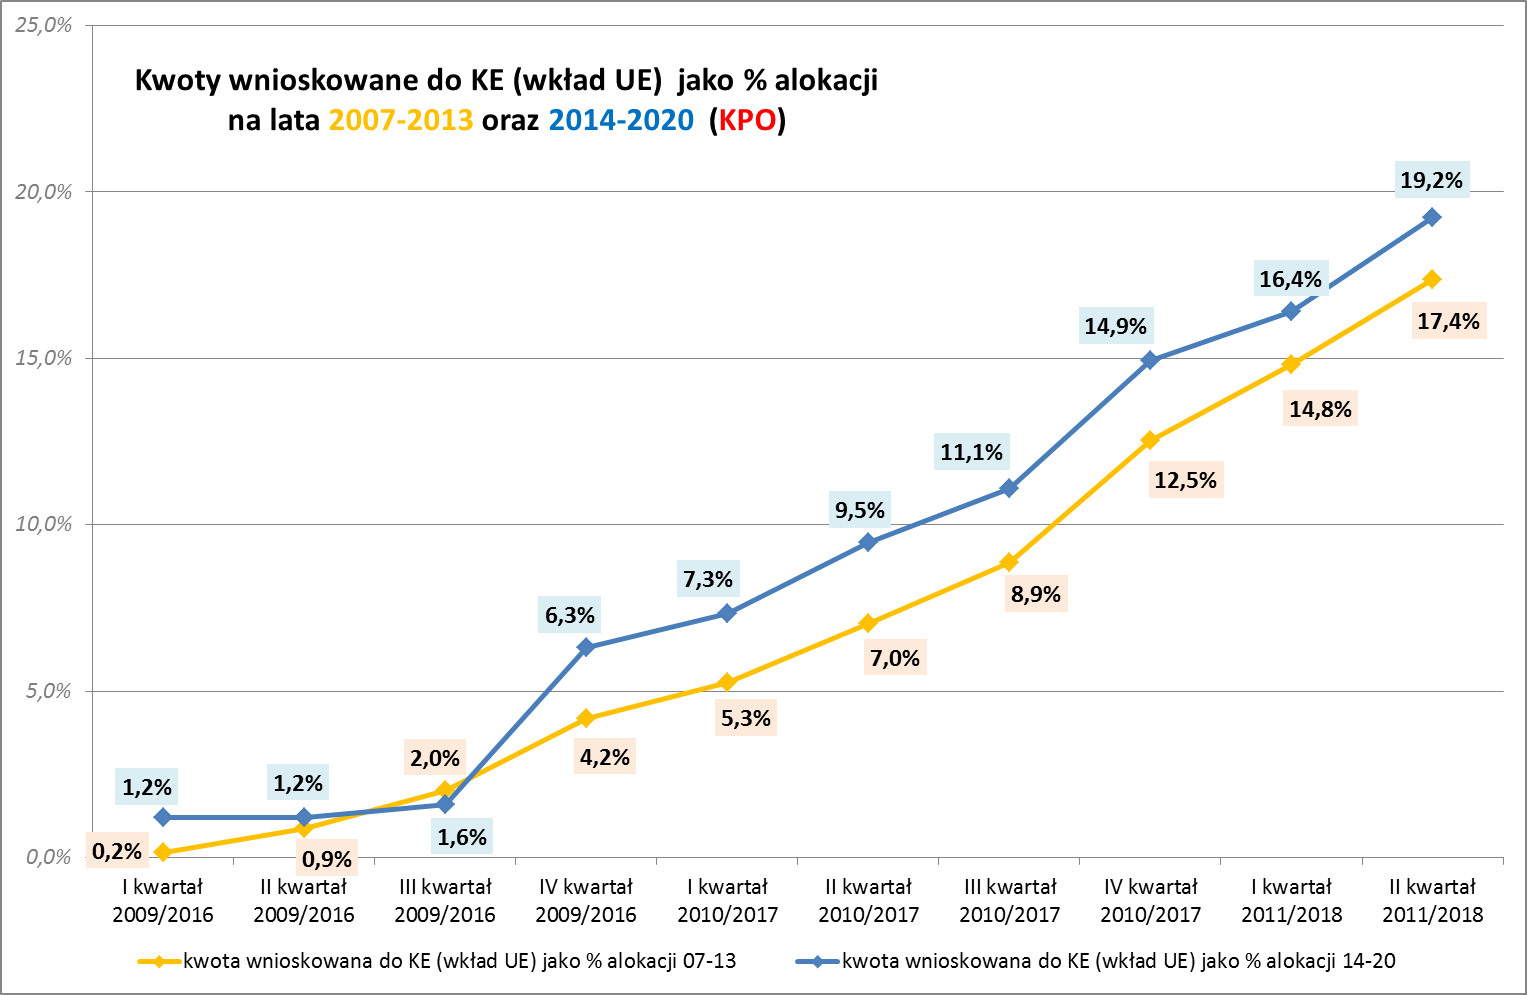 Kwoty wnioskowane do KE (wkład UE) jako % alokacji
na lata 2007-2013 oraz 2014-2020 (KPO)
25,0%
20,0%
15,0%
10,0%
5,0%
0,0%
1,2%
1,2%
1,6%
6,3%
7,3%
9,5%
11,1%
14,9%
16,4%
19,2%
0,2%
0,9%
2,0%
4,2%
5,3%
7,0%
8,9%
12,5%
14,8%
17,4%
I kwartał
2009/2016
II kwartał
2009/2016
III kwartał
2009/2016
IV kwartał
2009/2016
I kwartał
2010/2017
II kwartał
2010/2017
III kwartał
2010/2017
IV kwartał
2010/2017
I kwartał
2011/2018
II kwartał
2011/2018
kwota wnioskowana do KE (wkład UE) jako % alokacji 07-13
kwota wnioskowana do KE (wkład UE) jako % alokacji 14-20